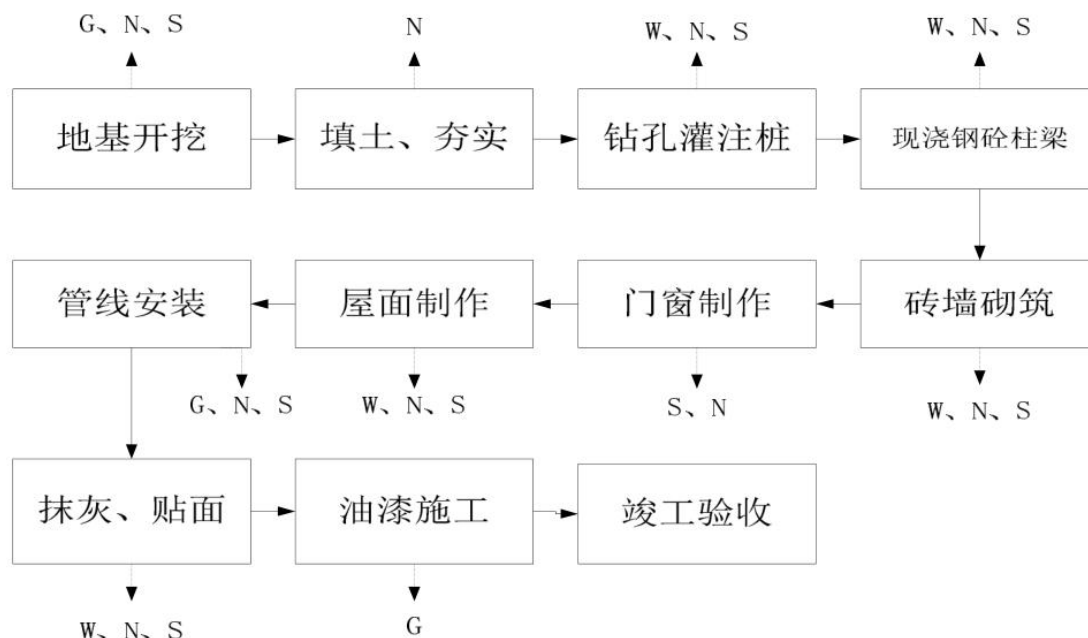 G、N、S
N
W、N、S
W、N、S
地基开挖
填土、夯实
钻孔灌注桩
现浇钢砼柱梁
管线安装
屋面制作
门窗制作
砖墙砌筑
G、N、S
W、N、S
S、N
W、N、S
抹灰、贴面
油漆施工
竣工验收
W、N、S
G